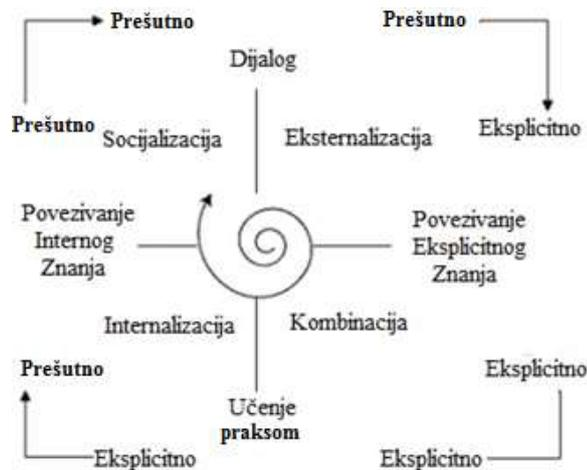 Prešutno
Prešutno
Dijalog
Prešutno
Eksplicitno
Socijalizacija
Eksternalizacija
Povezivanje
Internog
Znanja
Povezivanje
Eksplicitnog
Znanja
Internalizacija
Kombinacija
Prešutno
Eksplicitno
Učenje
praksom
Eksplicitno
Eksplicitno